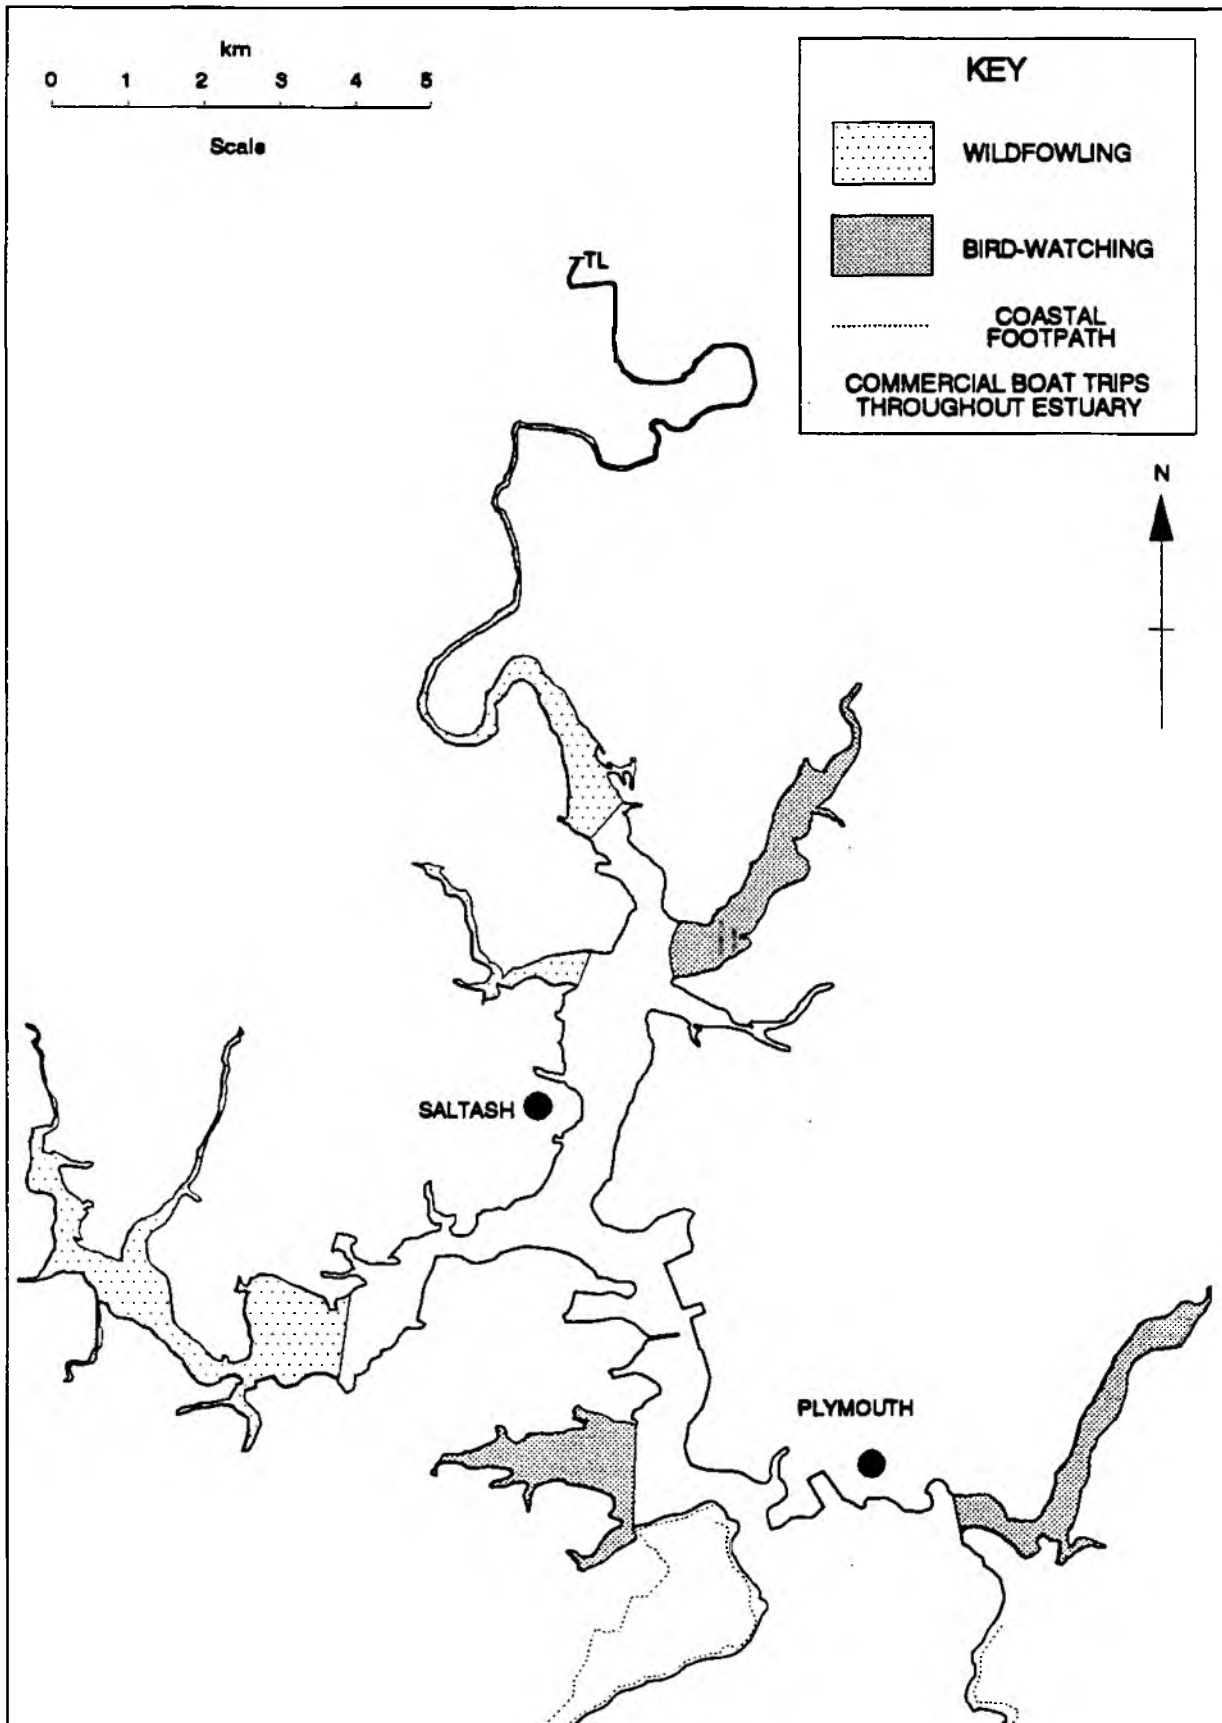 km
0 1 2 3 4 5
Scale
KEY
WILDFOWLING
BIRD-WATCHING
COASTAL
FOOTPATH
COMMERCIAL BOAT TRIPS
THROUGHOUT ESTUARY
TL
N
SALTASH
PLYMOUTH